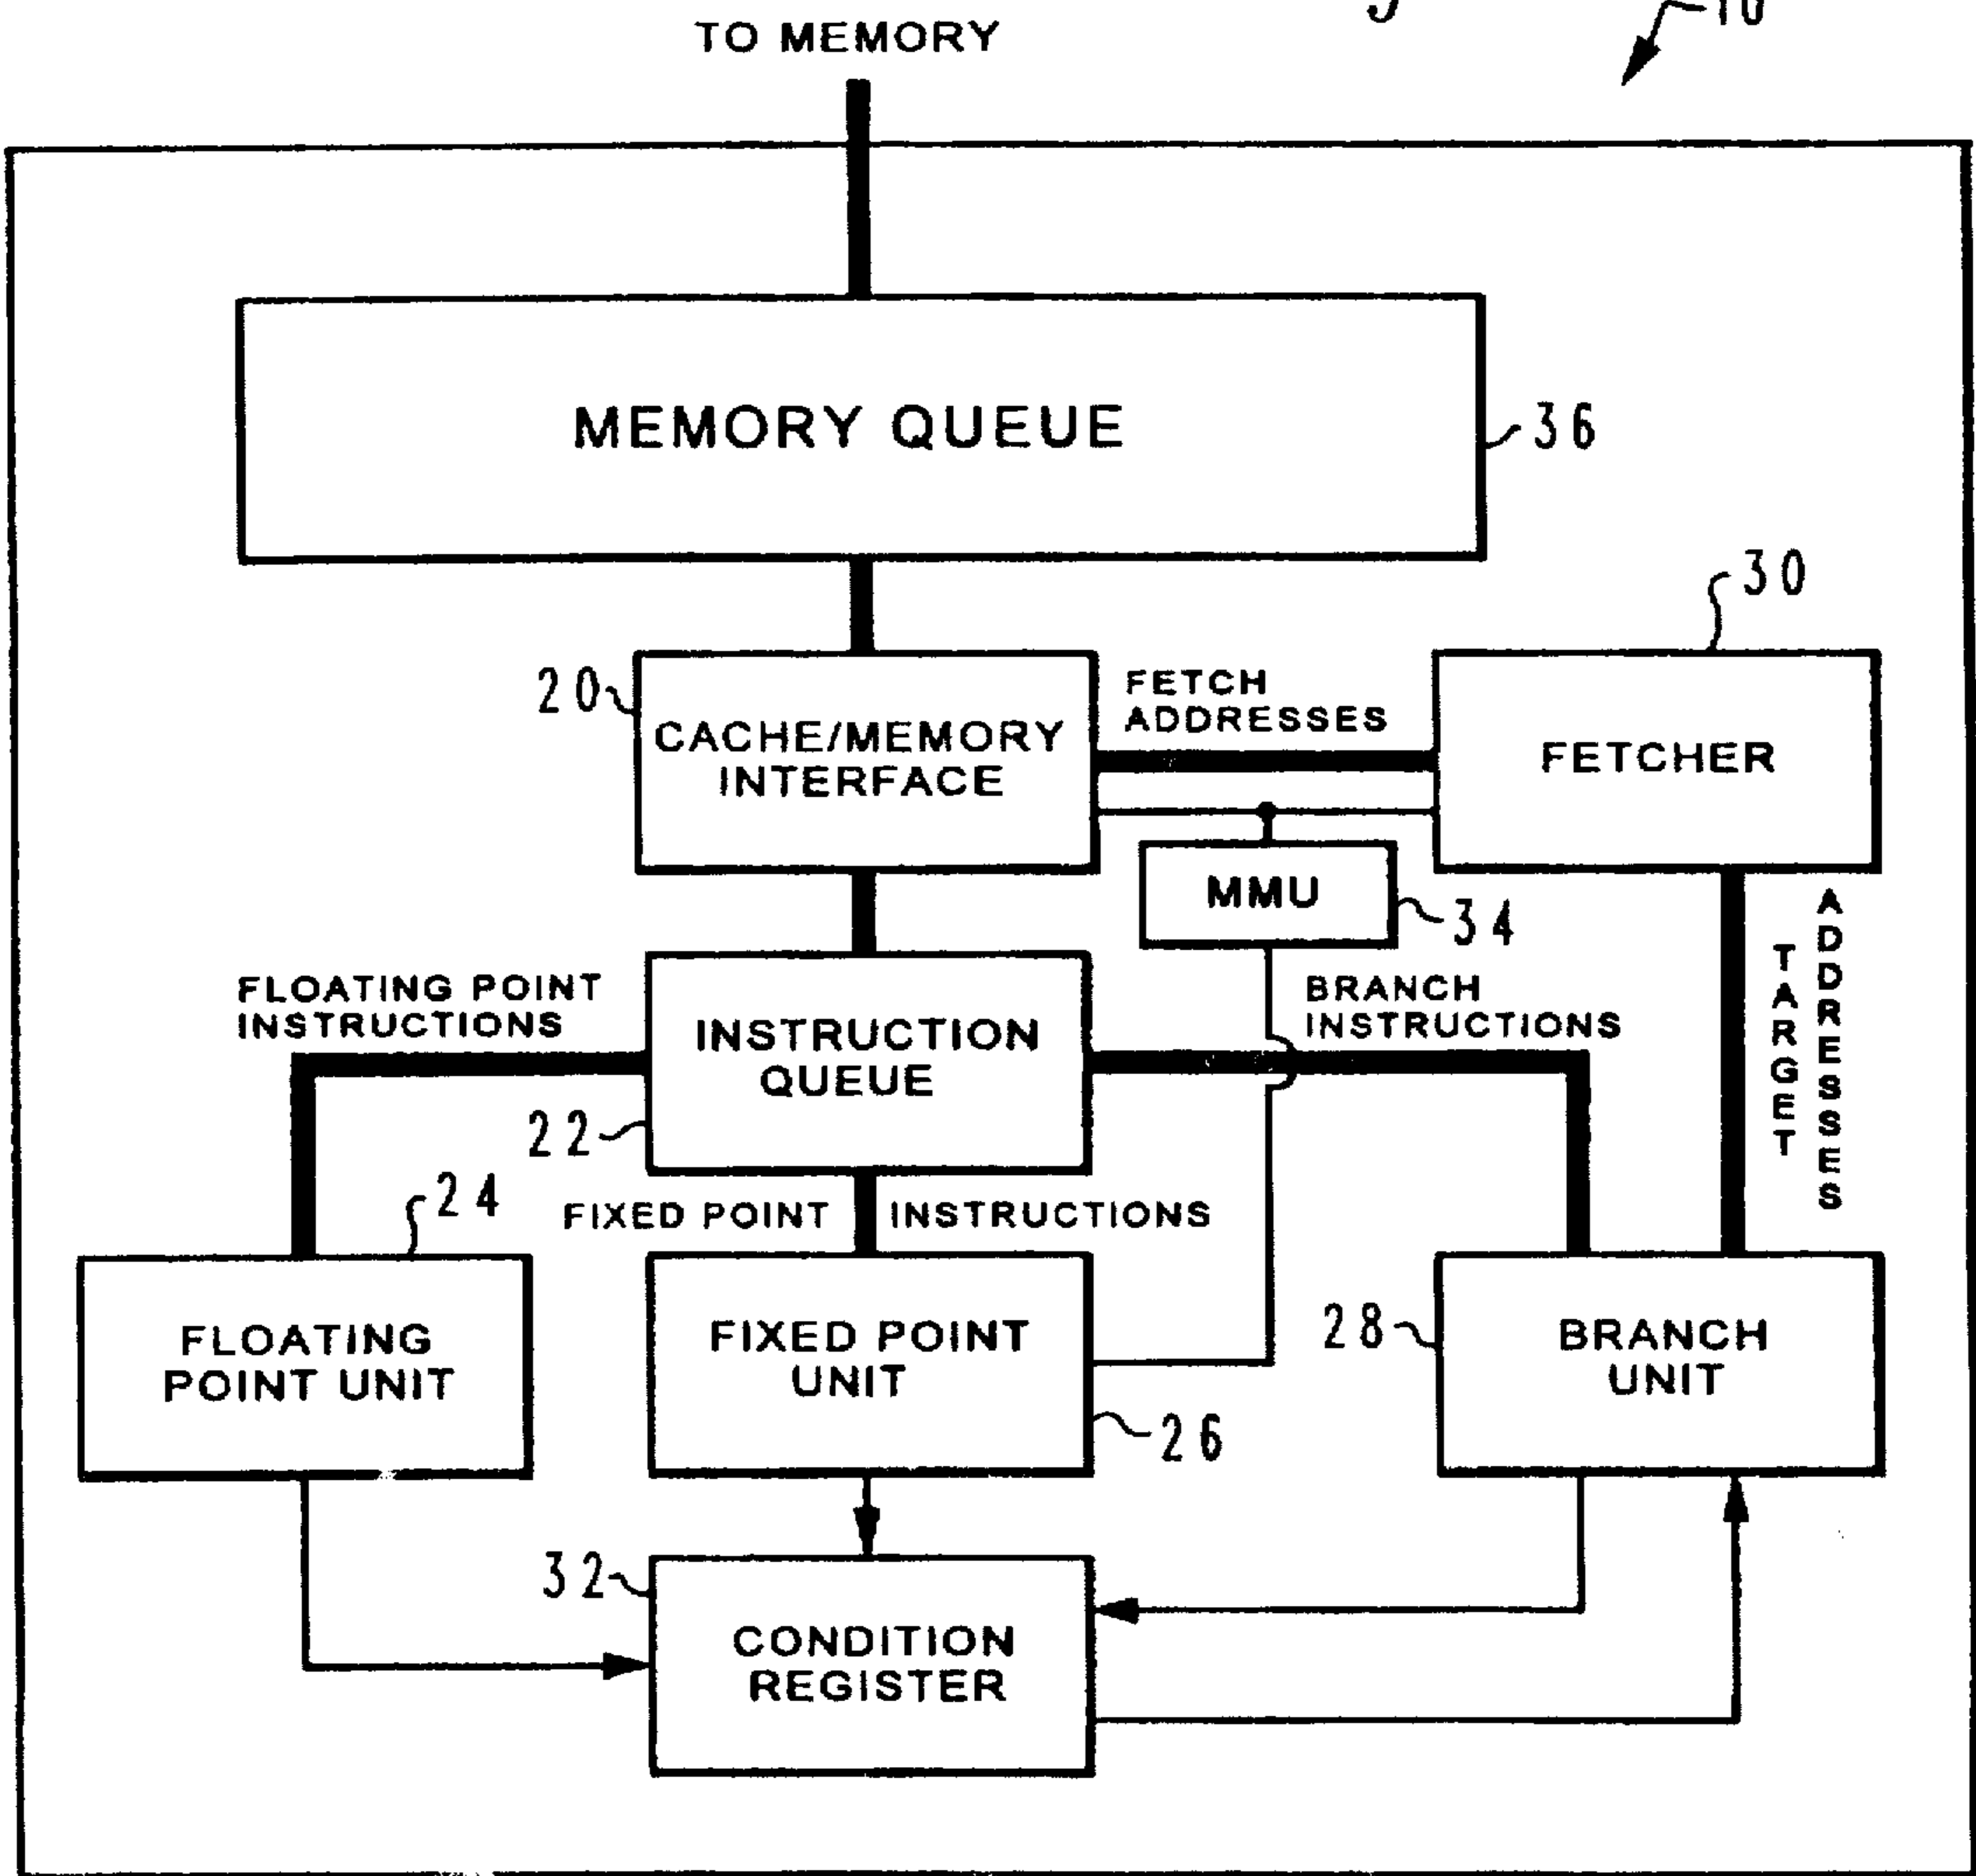 TO MEMORY
10
MEMORY QUEUE
36
30
20
CACHE/MEMORY
INTERFACE
FETCH
ADDRESSES
FETCHER
MMU
34
FLOATING POINT
INSTRUCTIONS
INSTRUCTION
QUEUE
22
BRANCH
INSTRUCTIONS
TARGET
ADDRESSES
24
FIXED POINT INSTRUCTIONS
FLOATING
POINT UNIT
FIXED POINT
UNIT
26
28
BRANCH
UNIT
32
CONDITION
REGISTER